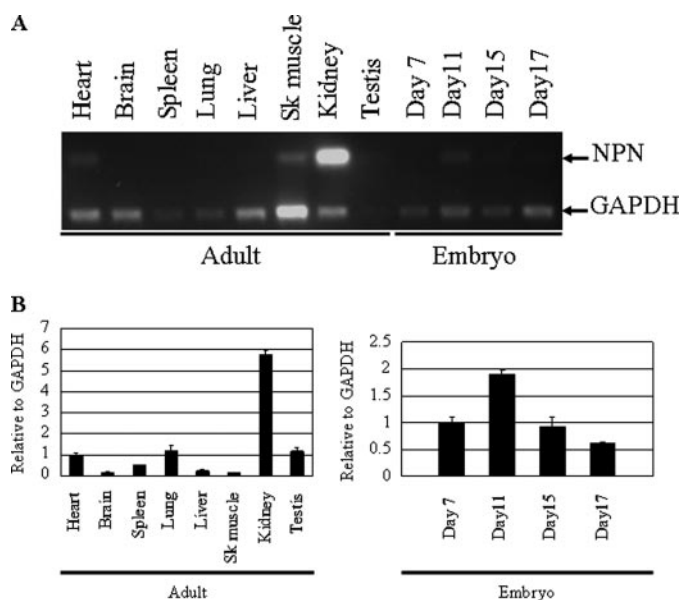 A
Heart Brain Spleen Lung Liver Sk muscle Kidney Testis Day 7 Day11 Day15 Day17
NPN
GAPDH
Adult Embryo
B
Relative to GAPDH
7
6
5
4
3
2
1
0
Heart Brain Spleen Lung Liver Sk muscle Kidney Testis
Adult
Relative to GAPDH
2.5
2
1.5
1
0.5
0
Day 7 Day11 Day15 Day17
Embryo